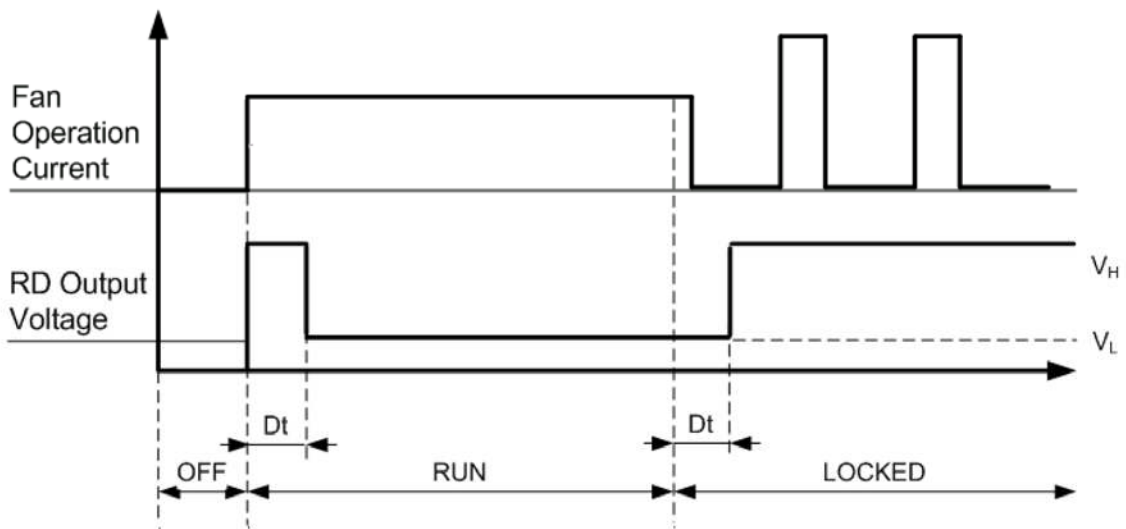 Fan
Operation
Current
RD Output
Voltage
VH
VL
Dt
Dt
OFF
RUN
LOCKED